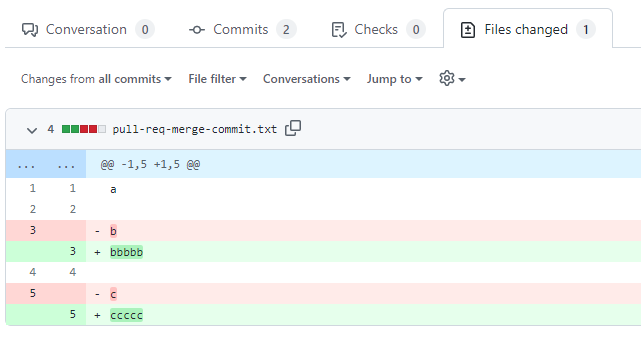 Conversation 0 Commits 2 Checks 0 Files changed 1
Changes from all commits File filter Conversations Jump to
4 pull-req-merge-commit.txt
... ... @@ -1,5 +1,5 @@
1 1 a
2 2
3 - b
3 + bbbbb
4 4
5 - c
5 + ccccc